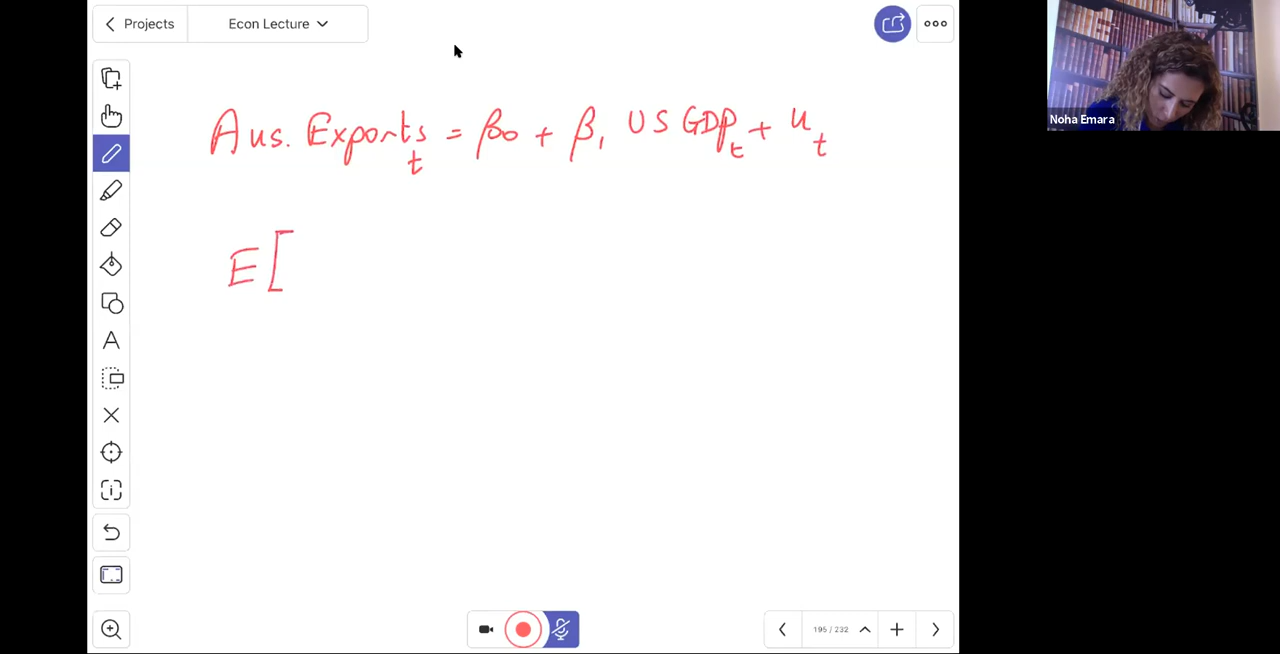 Projects
Econ Lecture
Noha Emara
Aus. Exports_t = β₀ + β₁ US GDP_t + u_t
E [
A
195 / 232